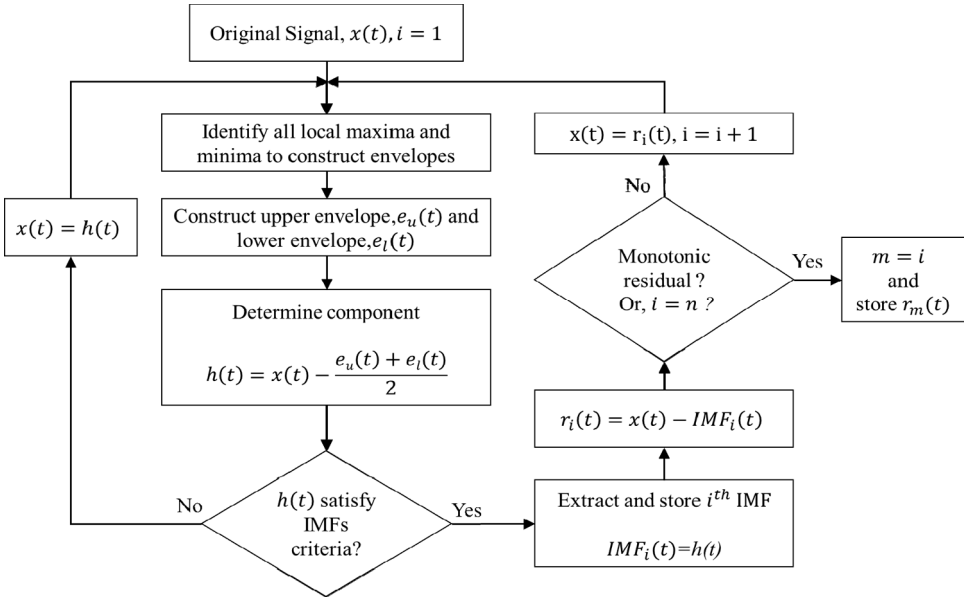 Original Signal, x(t), i = 1
Identify all local maxima and
minima to construct envelopes
Construct upper envelope,e_u(t) and
lower envelope,e_l(t)
Determine component
h(t) = x(t) − \frac{e_u(t) + e_l(t)}{2}
h(t) satisfy
IMFs
criteria?
No
x(t) = h(t)
Yes
Extract and store i^{th} IMF
IMF_i(t)=h(t)
r_i(t) = x(t) − IMF_i(t)
Monotonic
residual ?
Or, i = n ?
No
x(t) = r_i(t), i = i + 1
Yes
m = i
and
store r_m(t)